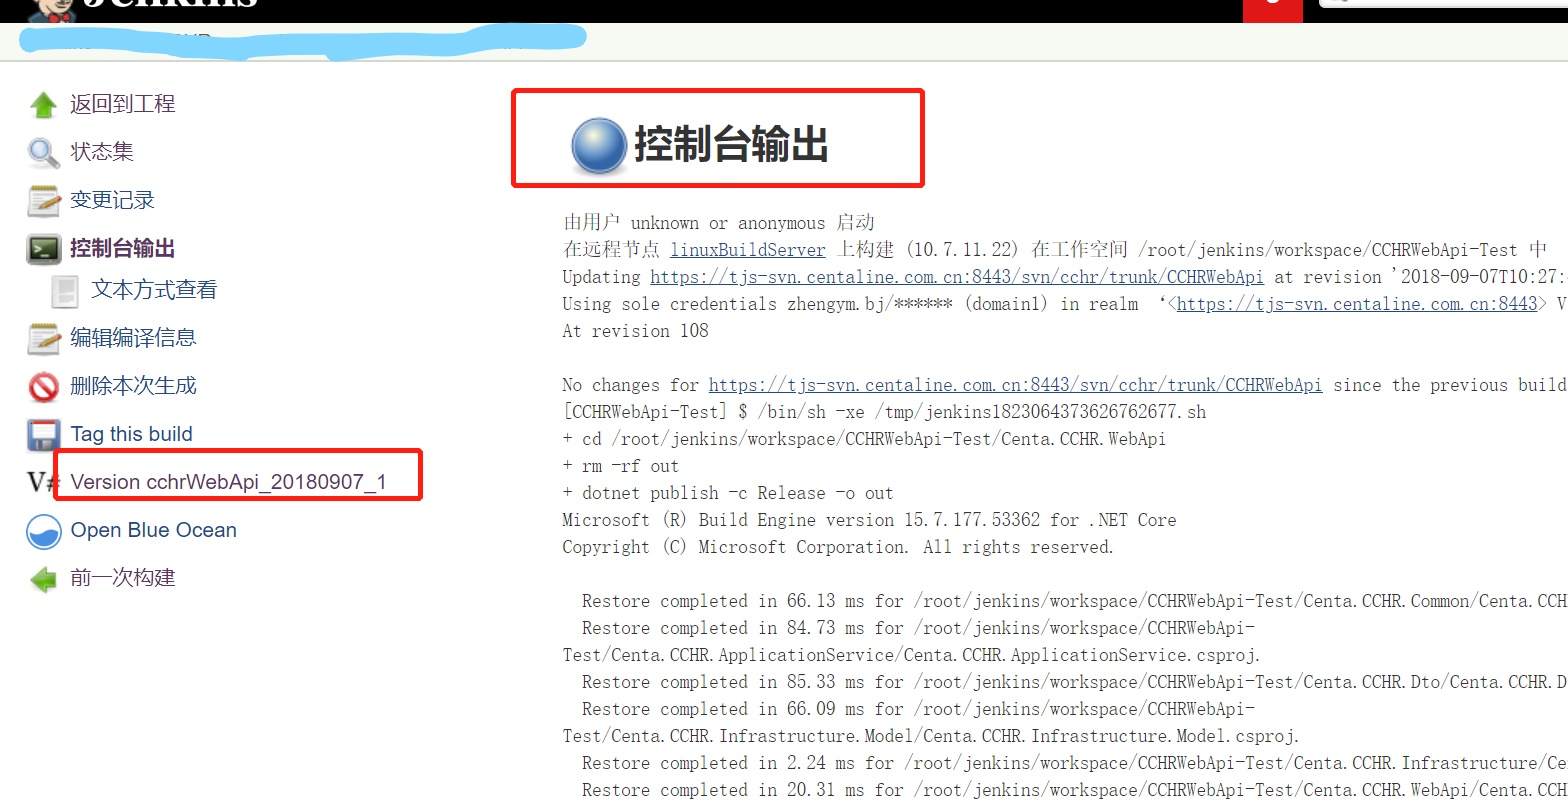 Jenkins
返回到工程
状态集
变更记录
控制台输出
文本方式查看
编辑编译信息
删除本次生成
Tag this build
V# Version cchrWebApi_20180907_1
Open Blue Ocean
前一次构建
控制台输出
由用户 unknown or anonymous 启动
在远程节点 linuxBuildServer 上构建 (10.7.11.22) 在工作空间 /root/jenkins/workspace/CCHRWebApi-Test 中
Updating https://tjs-svn.centaline.com.cn:8443/svn/cchr/trunk/CCHRWebApi at revision '2018-09-07T10:27:
Using sole credentials zhengym.bj/****** (domain1) in realm ‘<https://tjs-svn.centaline.com.cn:8443> V
At revision 108
No changes for https://tjs-svn.centaline.com.cn:8443/svn/cchr/trunk/CCHRWebApi since the previous build
[CCHRWebApi-Test] $ /bin/sh -xe /tmp/jenkins1823064373626762677.sh
+ cd /root/jenkins/workspace/CCHRWebApi-Test/Centa.CCHR.WebApi
+ rm -rf out
+ dotnet publish -c Release -o out
Microsoft (R) Build Engine version 15.7.177.53362 for .NET Core
Copyright (C) Microsoft Corporation. All rights reserved.
Restore completed in 66.13 ms for /root/jenkins/workspace/CCHRWebApi-Test/Centa.CCHR.Common/Centa.CCH
Restore completed in 84.73 ms for /root/jenkins/workspace/CCHRWebApi-
Test/Centa.CCHR.ApplicationService/Centa.CCHR.ApplicationService.csproj.
Restore completed in 85.33 ms for /root/jenkins/workspace/CCHRWebApi-Test/Centa.CCHR.Dto/Centa.CCHR.D
Restore completed in 66.09 ms for /root/jenkins/workspace/CCHRWebApi-
Test/Centa.CCHR.Infrastructure.Model/Centa.CCHR.Infrastructure.Model.csproj.
Restore completed in 2.24 ms for /root/jenkins/workspace/CCHRWebApi-Test/Centa.CCHR.Infrastructure/Ce
Restore completed in 20.31 ms for /root/jenkins/workspace/CCHRWebApi-Test/Centa.CCHR.WebApi/Centa.CCH